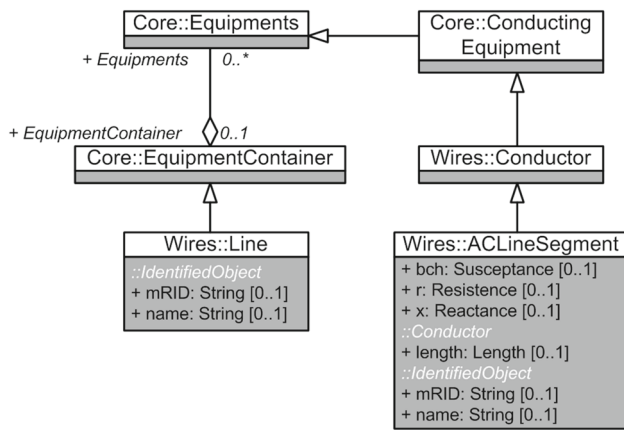 Core::Equipments
Core::Conducting
Equipment
+ Equipments
0..*
+ EquipmentContainer
0..1
Core::EquipmentContainer
Wires::Conductor
Wires::Line
::IdentifiedObject
+ mRID: String [0..1]
+ name: String [0..1]
Wires::ACLineSegment
+ bch: Susceptance [0..1]
+ r: Resistence [0..1]
+ x: Reactance [0..1]
::Conductor
+ length: Length [0..1]
::IdentifiedObject
+ mRID: String [0..1]
+ name: String [0..1]